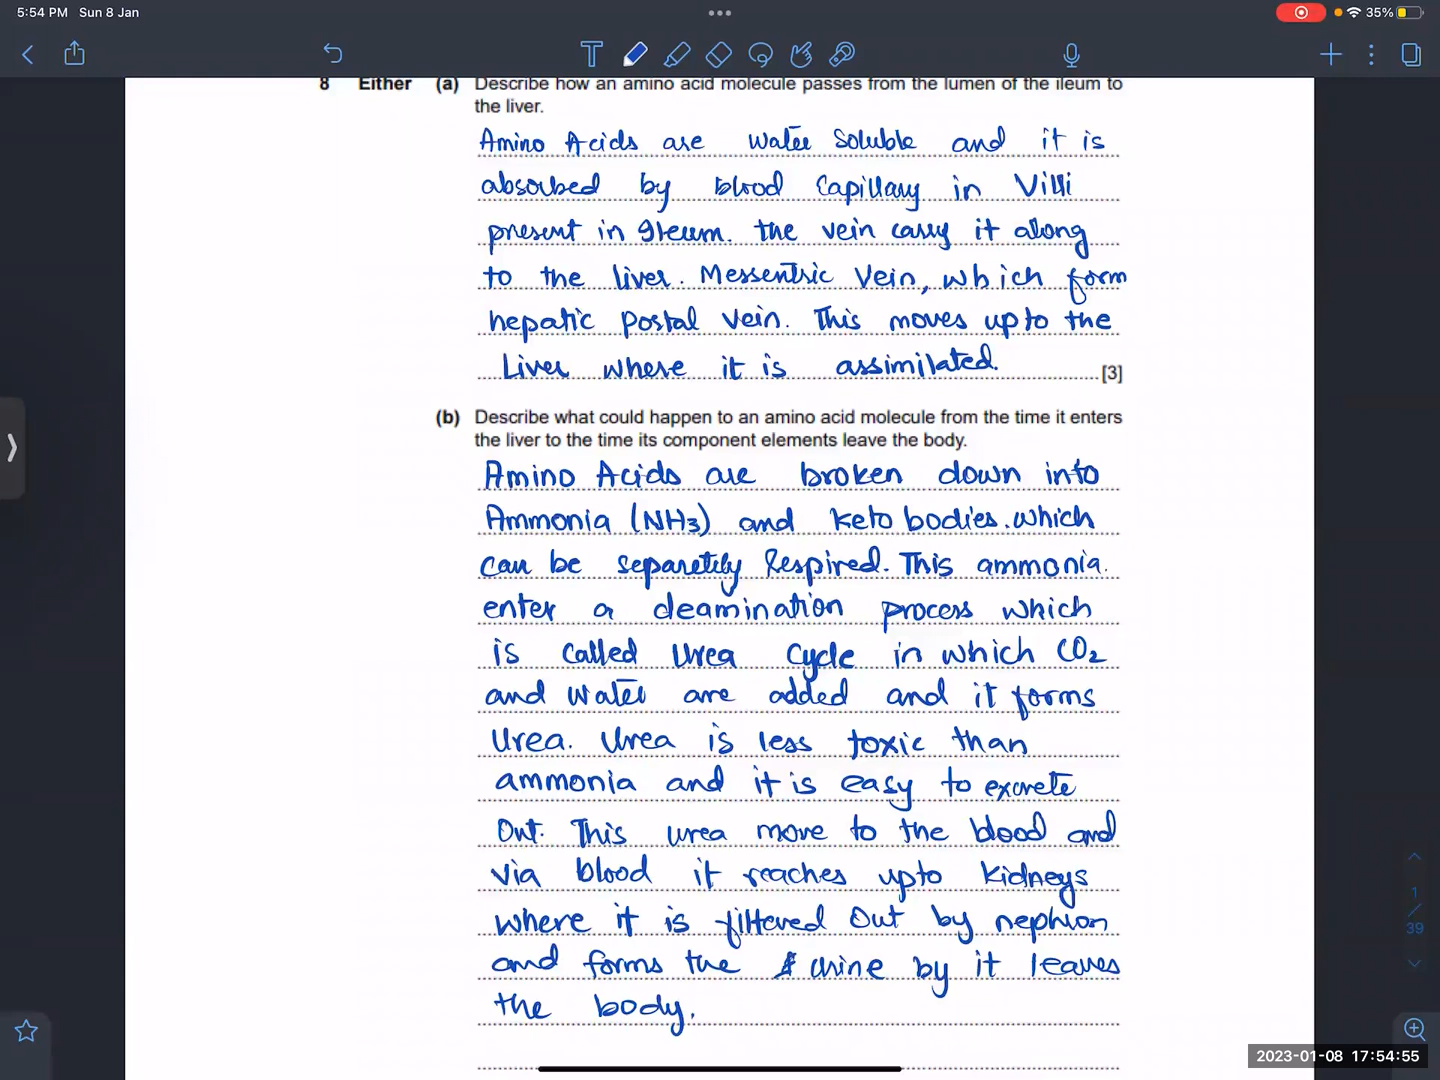 5:54 PM Sun 8 Jan
35%
8 Either (a) Describe how an amino acid molecule passes from the lumen of the ileum to
the liver.
Amino Acids are water soluble and it is
absorbed by blood Capillary in Villi
present in Ileum. the vein carry it along
to the liver. Messentric Vein, which form
hepatic Portal vein. This moves upto the
Liver where it is assimilated.
[3]
(b) Describe what could happen to an amino acid molecule from the time it enters
the liver to the time its component elements leave the body.
Amino Acids are broken down into
Ammonia (NH3) and keto bodies. which
can be separetely Respired. This ammonia.
enter a deamination process which
is called Urea Cycle in which CO2
and water are added and it forms
Urea. Urea is less toxic than
ammonia and it is easy to excrete
Out. This urea move to the blood and
via blood it reaches upto kidneys
where it is filtered Out by nephron
and forms the urine by it leaves
the body.
1
/
39
2023-01-08 17:54:55